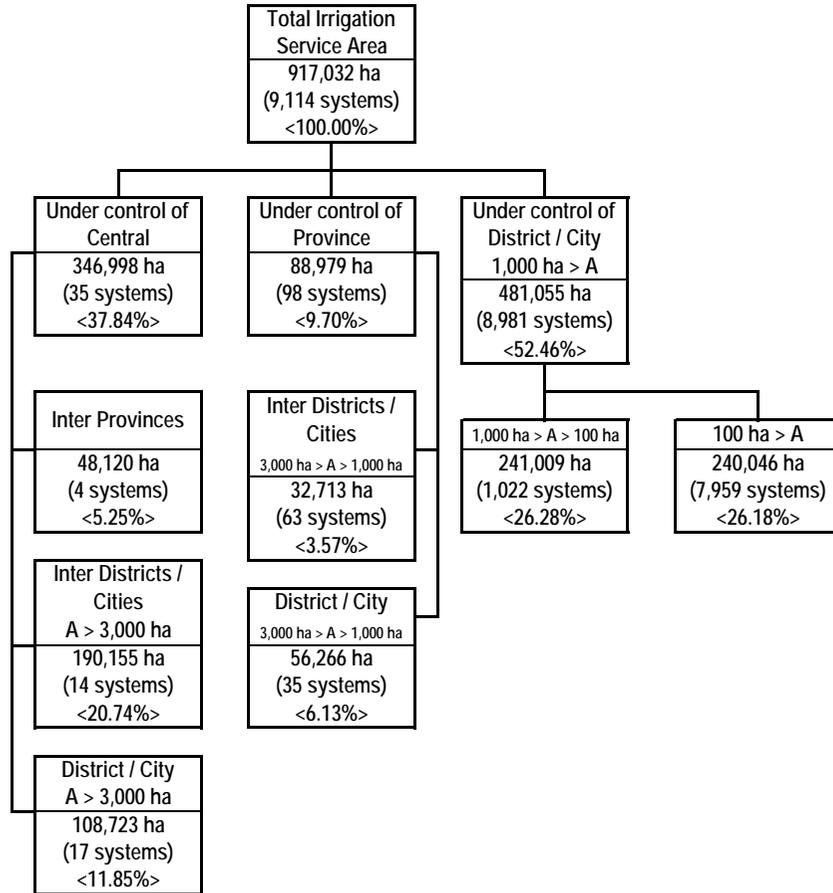 Total Irrigation
Service Area
917,032 ha
(9,114 systems)
<100.00%>
Under control of
Central
346,998 ha
(35 systems)
<37.84%>
Under control of
Province
88,979 ha
(98 systems)
<9.70%>
Under control of
District / City
1,000 ha > A
481,055 ha
(8,981 systems)
<52.46%>
Inter Provinces
48,120 ha
(4 systems)
<5.25%>
Inter Districts /
Cities
3,000 ha > A > 1,000 ha
32,713 ha
(63 systems)
<3.57%>
1,000 ha > A > 100 ha
241,009 ha
(1,022 systems)
<26.28%>
100 ha > A
240,046 ha
(7,959 systems)
<26.18%>
Inter Districts /
Cities
A > 3,000 ha
190,155 ha
(14 systems)
<20.74%>
District / City
3,000 ha > A > 1,000 ha
56,266 ha
(35 systems)
<6.13%>
District / City
A > 3,000 ha
108,723 ha
(17 systems)
<11.85%>